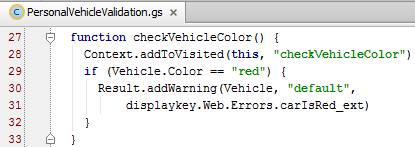 PersonalVehicleValidation.gs ×
27 function checkVehicleColor() {
28 Context.addToVisited(this, "checkVehicleColor")
29 if (Vehicle.Color == "red") {
30 Result.addWarning(Vehicle, "default",
31 displaykey.Web.Errors.carIsRed_ext)
32 }
33 }